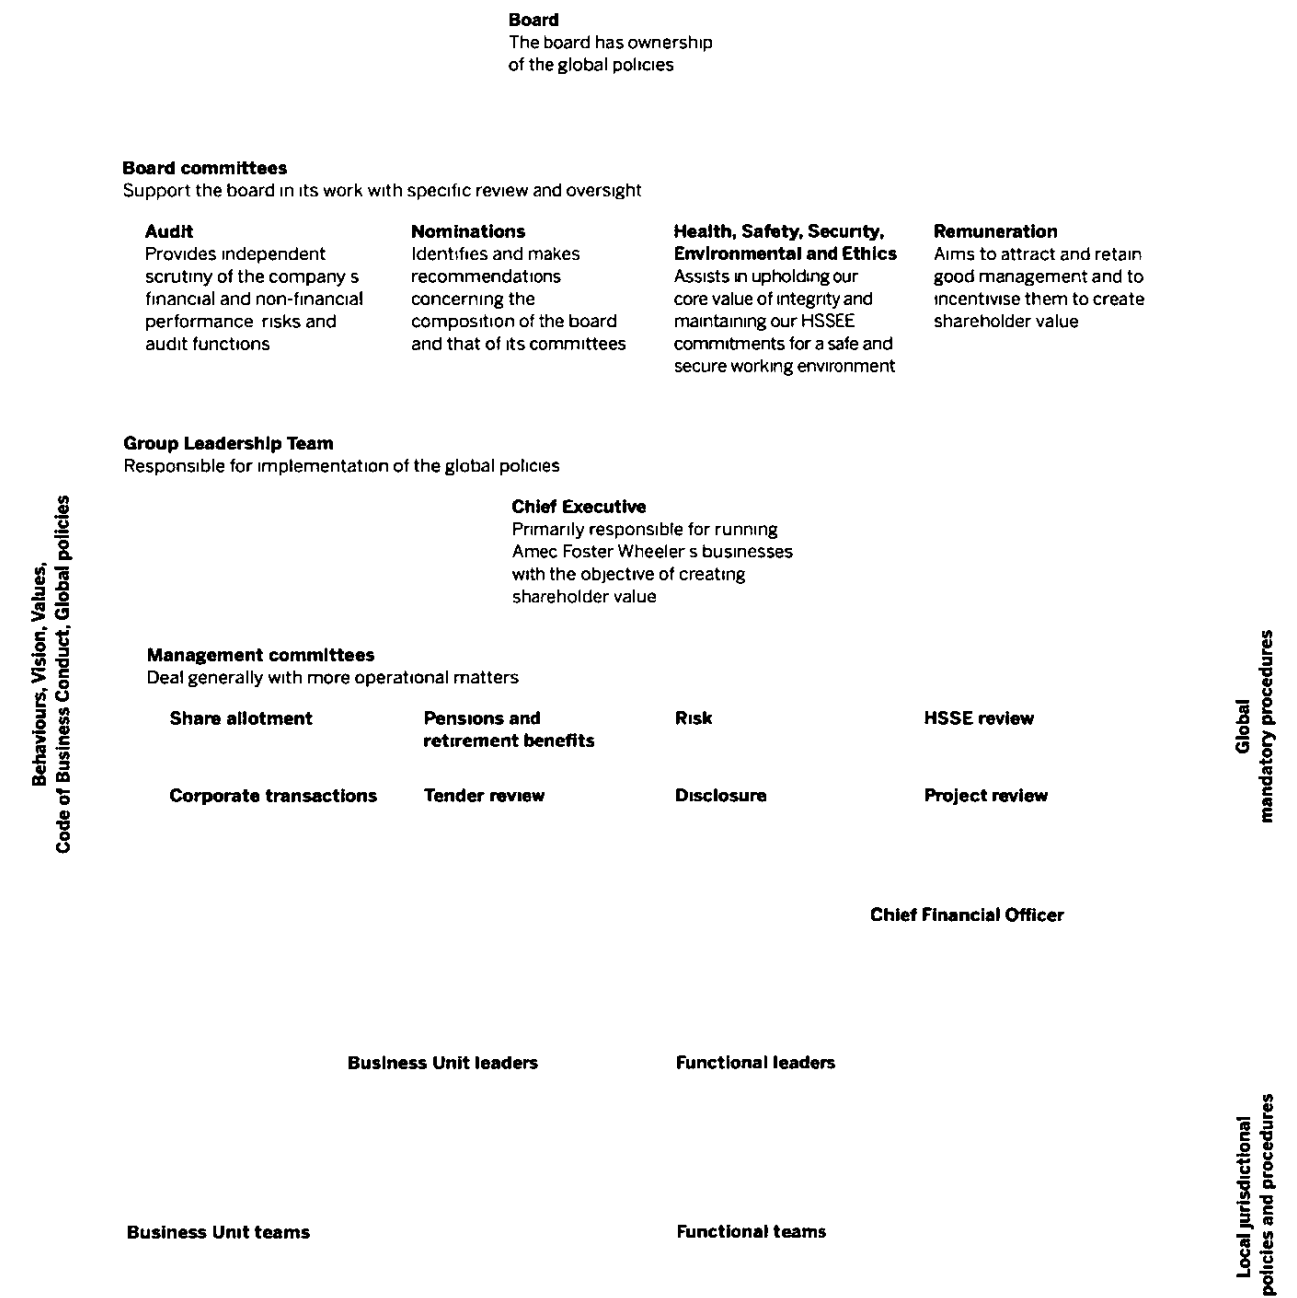 Board
The board has ownership
of the global policies
Board committees
Support the board in its work with specific review and oversight
Audit
Provides independent
scrutiny of the company s
financial and non-financial
performance risks and
audit functions
Nominations
Identifies and makes
recommendations
concerning the
composition of the board
and that of its committees
Health, Safety, Security,
Environmental and Ethics
Assists in upholding our
core value of integrity and
maintaining our HSSEE
commitments for a safe and
secure working environment
Remuneration
Aims to attract and retain
good management and to
incentivise them to create
shareholder value
Group Leadership Team
Responsible for implementation of the global policies
Chief Executive
Primarily responsible for running
Amec Foster Wheeler s businesses
with the objective of creating
shareholder value
Management committees
Deal generally with more operational matters
Share allotment
Pensions and
retirement benefits
Risk
HSSE review
Corporate transactions
Tender review
Disclosure
Project review
Chief Financial Officer
Business Unit leaders
Functional leaders
Business Unit teams
Functional teams
Behaviours, Vision, Values,
Code of Business Conduct, Global policies
Global
mandatory procedures
Local jurisdictional
policies and procedures